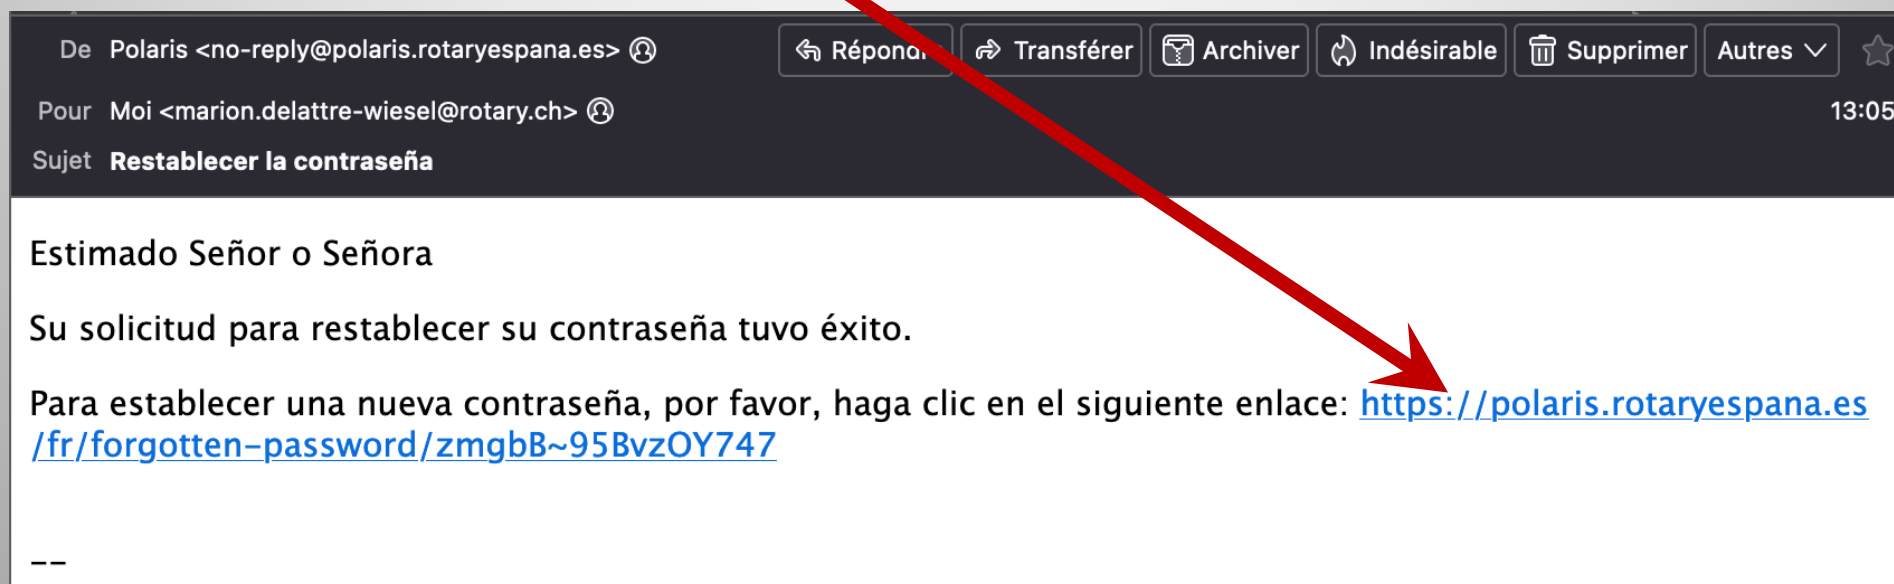 De Polaris <no-reply@polaris.rotaryespana.es> Répondre Transférer Archiver Indésirable Supprimer Autres
Pour Moi <marion.delattre-wiesel@rotary.ch> 13:05
Sujet Restablecer la contraseña
Estimado Señor o Señora
Su solicitud para restablecer su contraseña tuvo éxito.
Para establecer una nueva contraseña, por favor, haga clic en el siguiente enlace: https://polaris.rotaryespana.es
/fr/forgotten-password/zmgbB~95BvzOY747
--